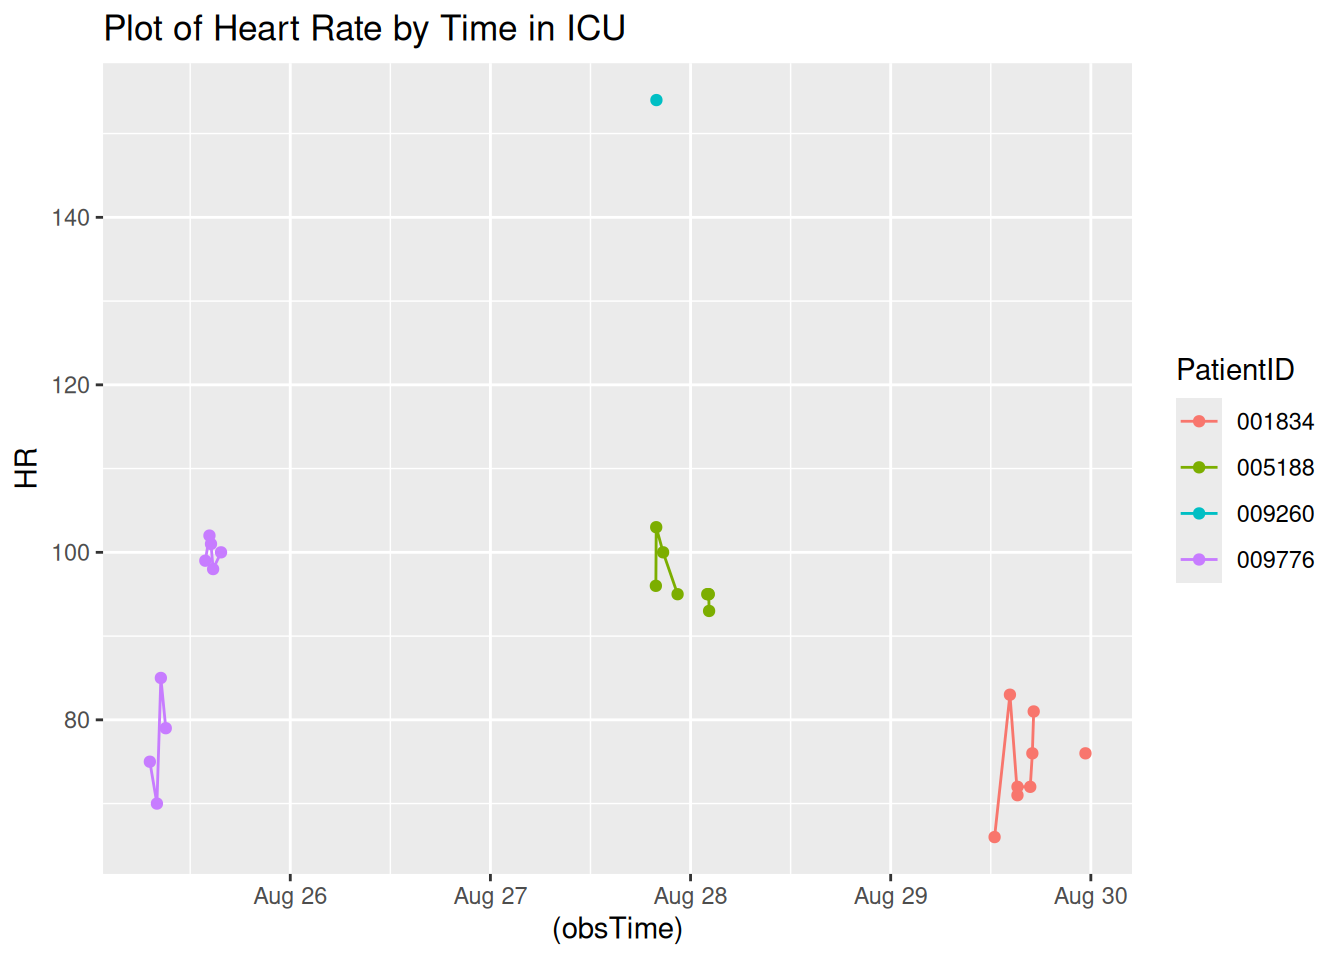 Plot of Heart Rate by Time in ICU
HR
140
120
100
80
Aug 26
Aug 27
Aug 28
Aug 29
Aug 30
(obsTime)
PatientID
001834
005188
009260
009776